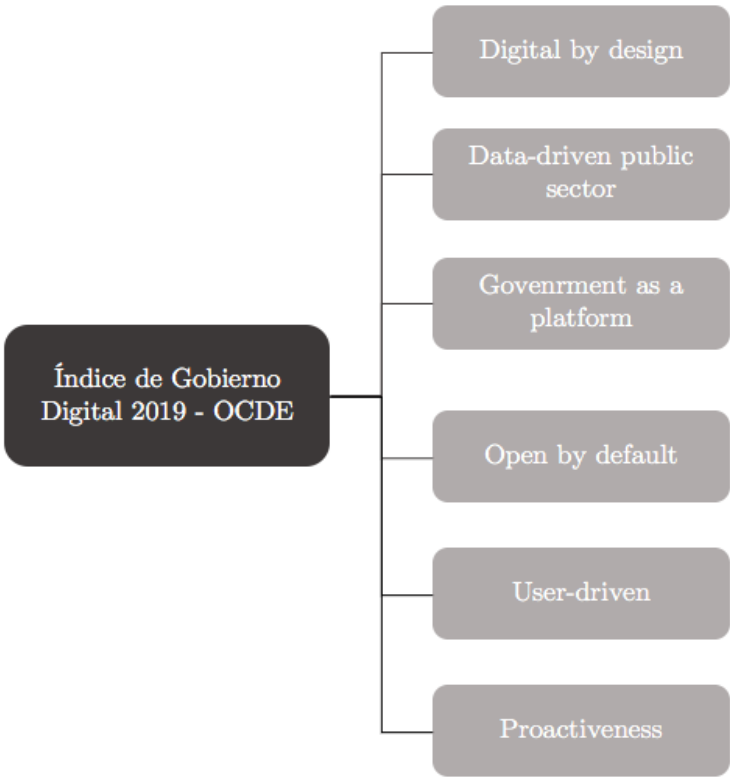 Digital by design
Data-driven public
sector
Govenrment as a
platform
Índice de Gobierno
Digital 2019 - OCDE
Open by default
User-driven
Proactiveness